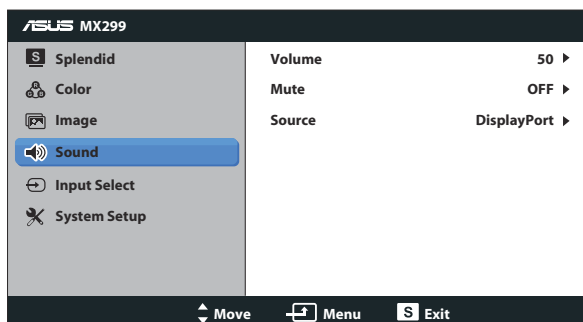 ASUS MX299
S Splendid
Color
Image
Sound
Input Select
System Setup
Volume 50
Mute OFF
Source DisplayPort
Move Menu S Exit